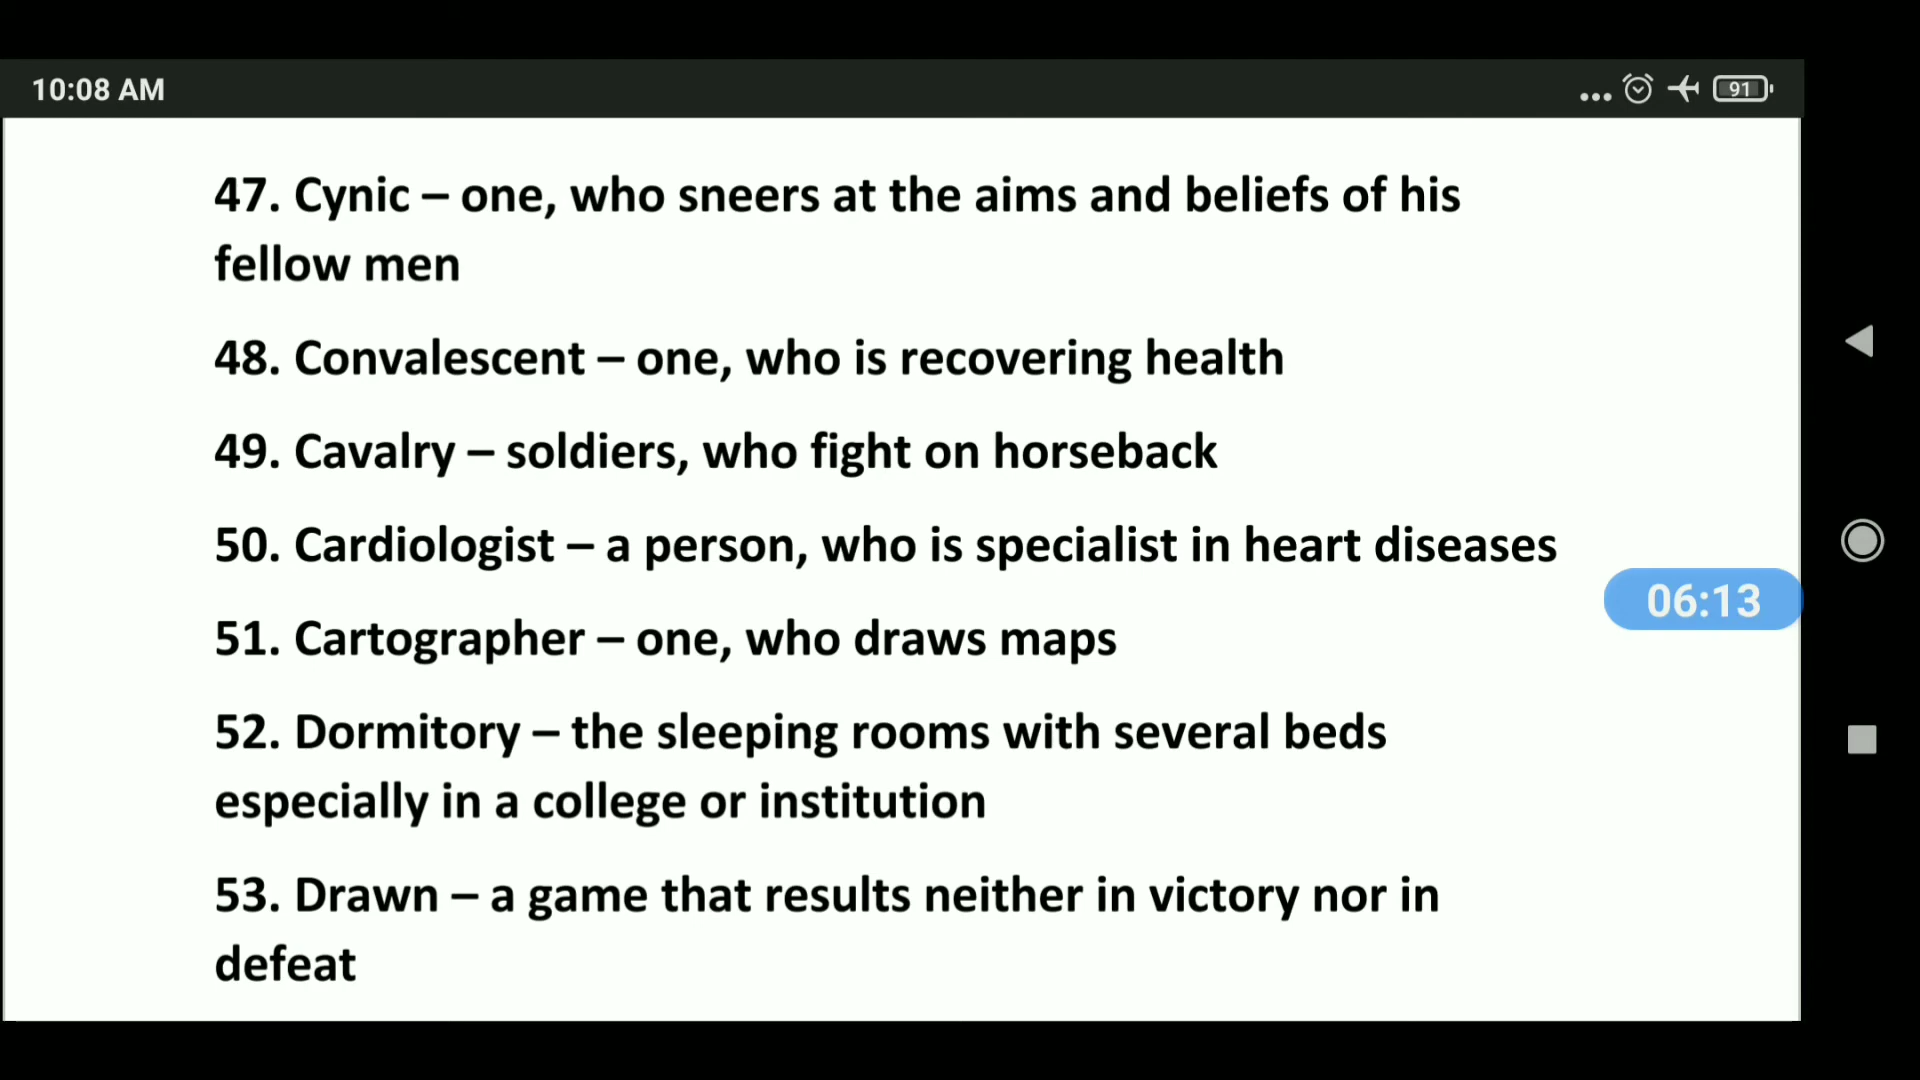 10:08 AM
91
47. Cynic – one, who sneers at the aims and beliefs of his
fellow men
48. Convalescent – one, who is recovering health
49. Cavalry – soldiers, who fight on horseback
50. Cardiologist – a person, who is specialist in heart diseases
06:13
51. Cartographer – one, who draws maps
52. Dormitory – the sleeping rooms with several beds
especially in a college or institution
53. Drawn – a game that results neither in victory nor in
defeat